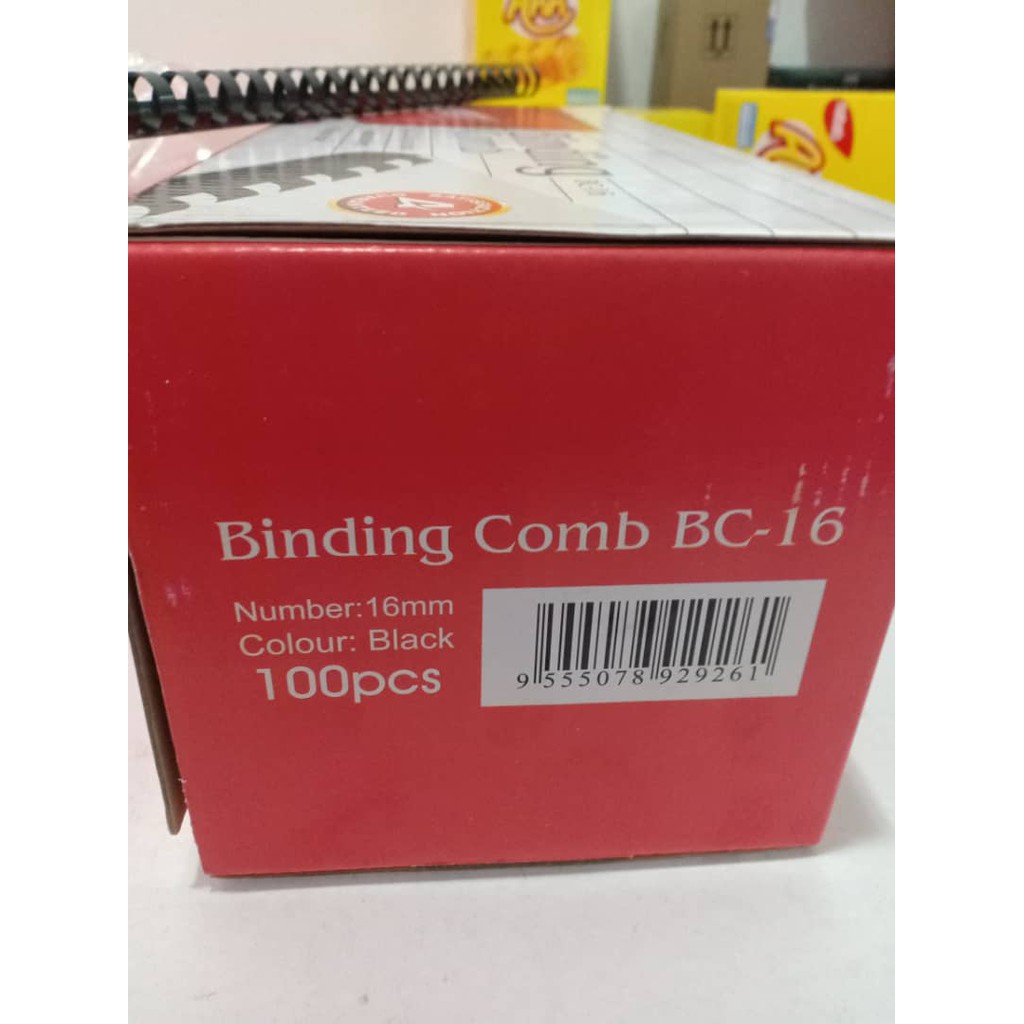 Binding Comb BC-16
Number:16mm
Colour: Black
100pcs
9 555078 929261